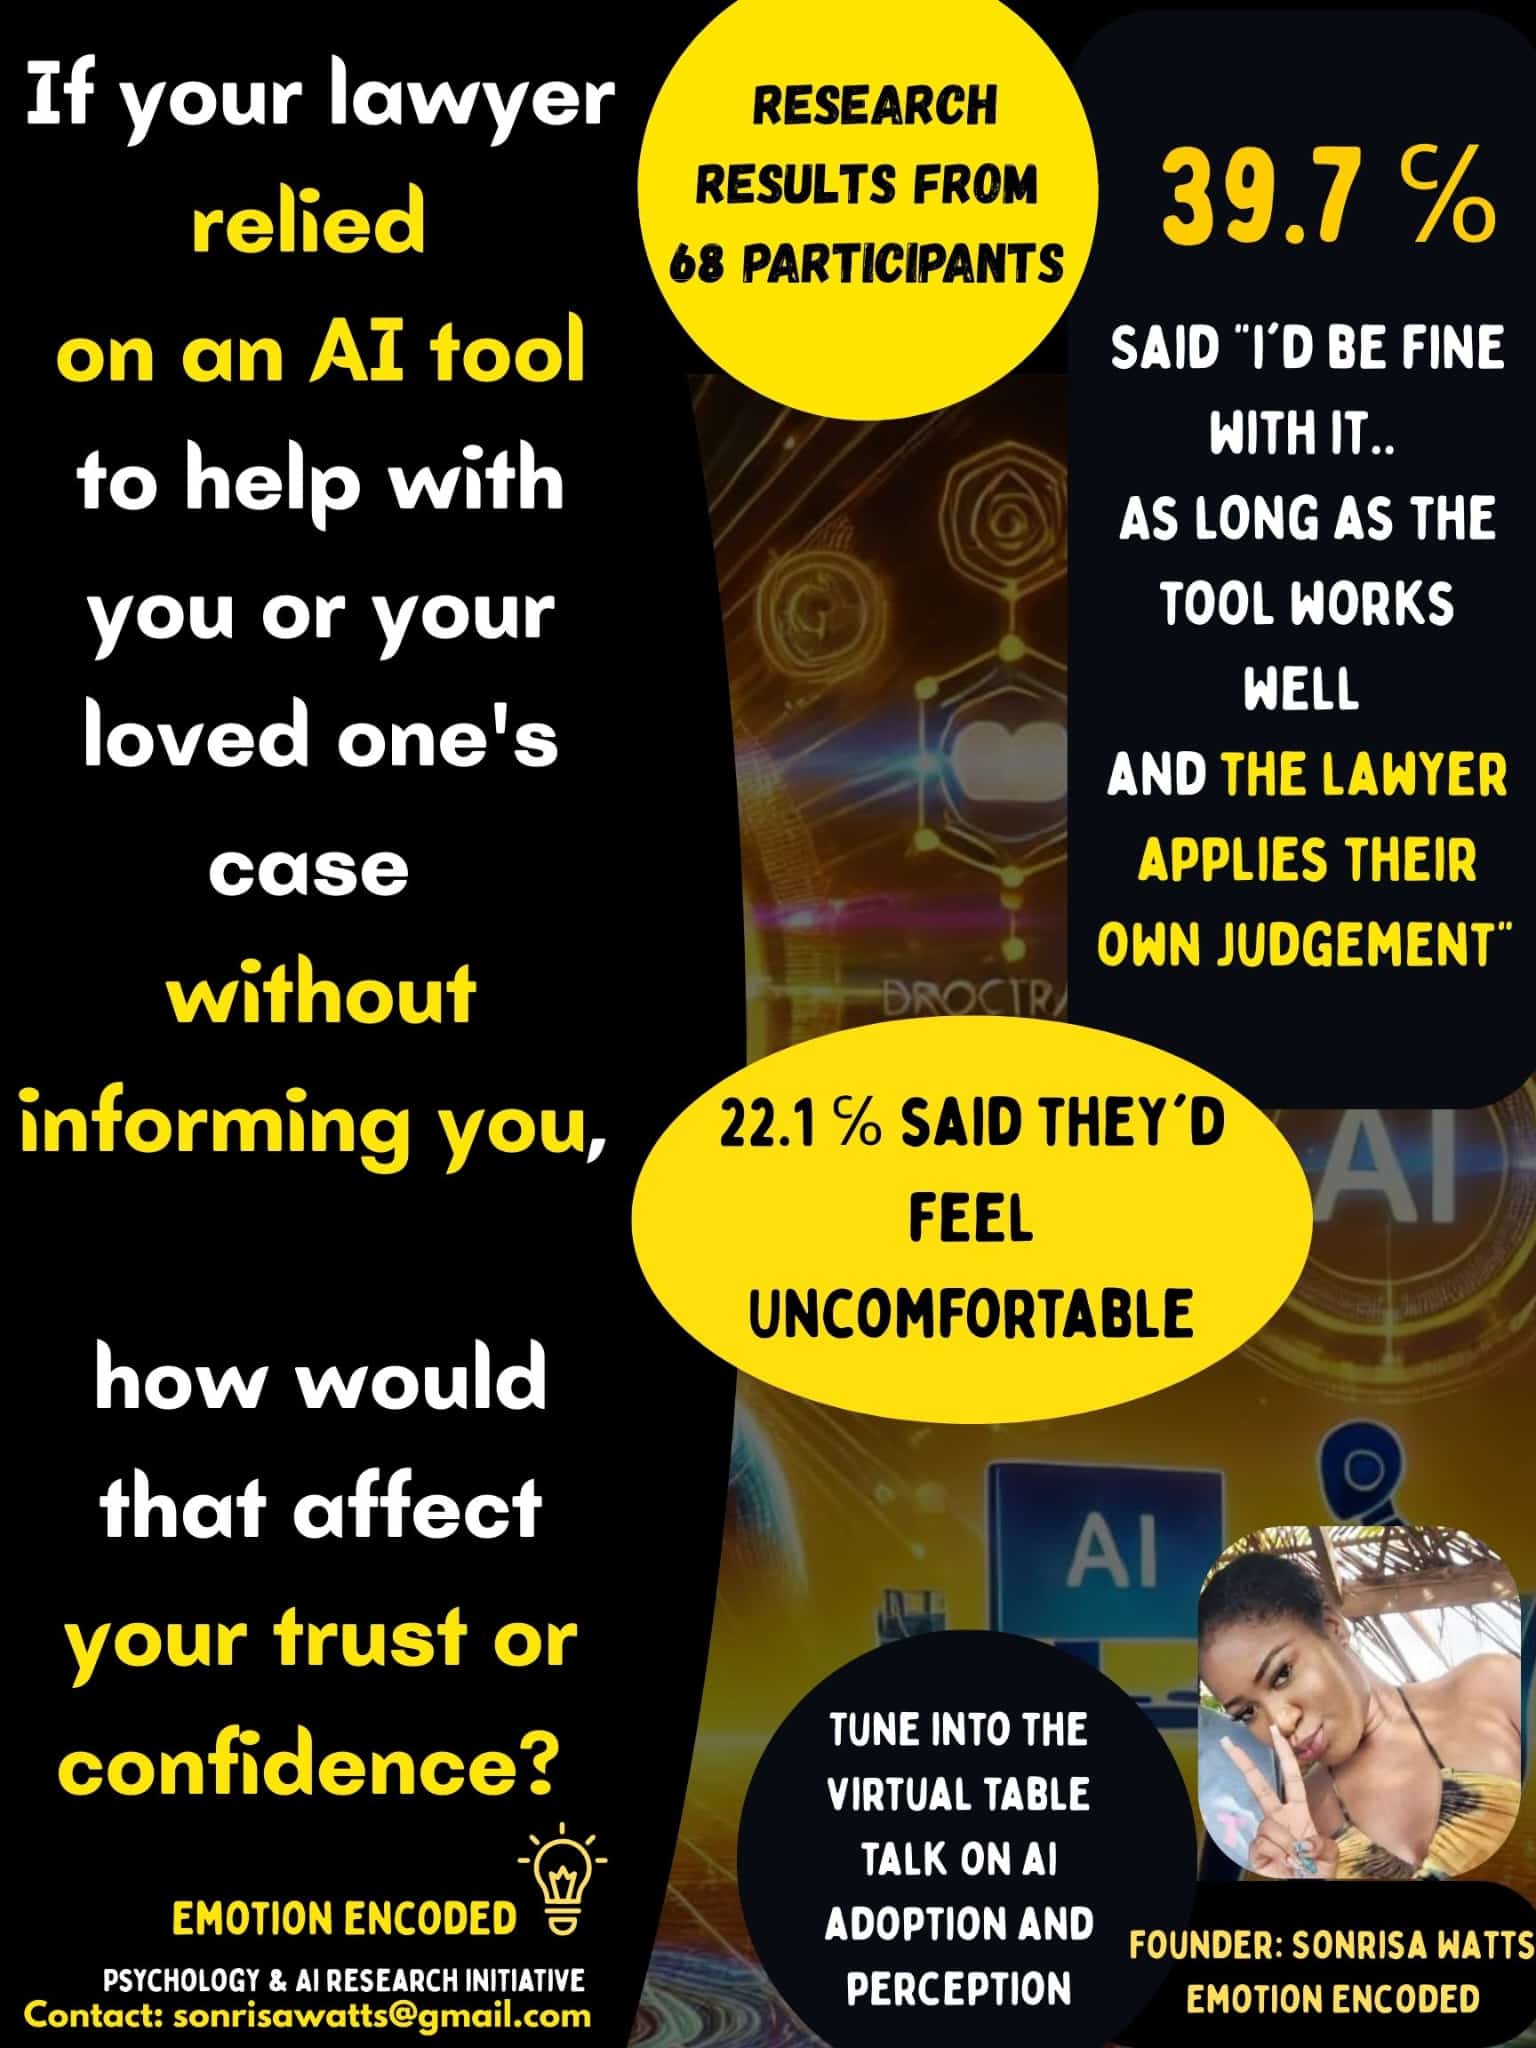 If your lawyer
relied
on an AI tool
to help with
you or your
loved one's
case
without
informing you,
how would
that affect
your trust or
confidence?
EMOTION ENCODED
PSYCHOLOGY & AI RESEARCH INITIATIVE
Contact: sonrisawatts@gmail.com
RESEARCH
RESULTS FROM
68 PARTICIPANTS
39.7 ℅
SAID "I'D BE FINE
WITH IT..
AS LONG AS THE
TOOL WORKS
WELL
AND THE LAWYER
APPLIES THEIR
OWN JUDGEMENT"
DROCTRA
22.1 ℅ SAID THEY'D
FEEL
UNCOMFORTABLE
AI
AI
TUNE INTO THE
VIRTUAL TABLE
TALK ON AI
ADOPTION AND
PERCEPTION
FOUNDER: SONRISA WATTS
EMOTION ENCODED